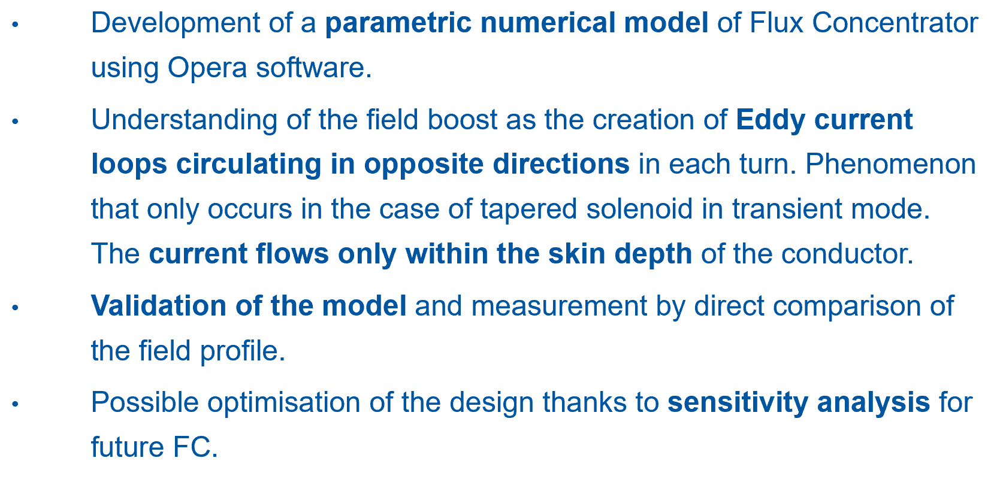 • Development of a parametric numerical model of Flux Concentrator
using Opera software.
• Understanding of the field boost as the creation of Eddy current
loops circulating in opposite directions in each turn. Phenomenon
that only occurs in the case of tapered solenoid in transient mode.
The current flows only within the skin depth of the conductor.
• Validation of the model and measurement by direct comparison of
the field profile.
• Possible optimisation of the design thanks to sensitivity analysis for
future FC.